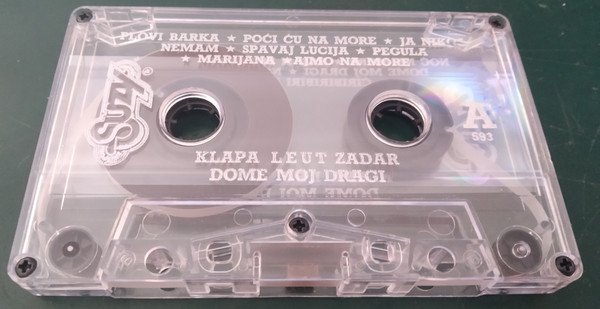 PLOVI BARKA ★ POĆI ĆU NA MORE ★ JA
NEMAM ★ SPAVAJ LUCIJA ★ PEGULA
★ MARIJANA ★ AJMO NA MORE
Suzy®
A
593
KLAPA LEUT ZADAR
DOME MOJ DRAGI